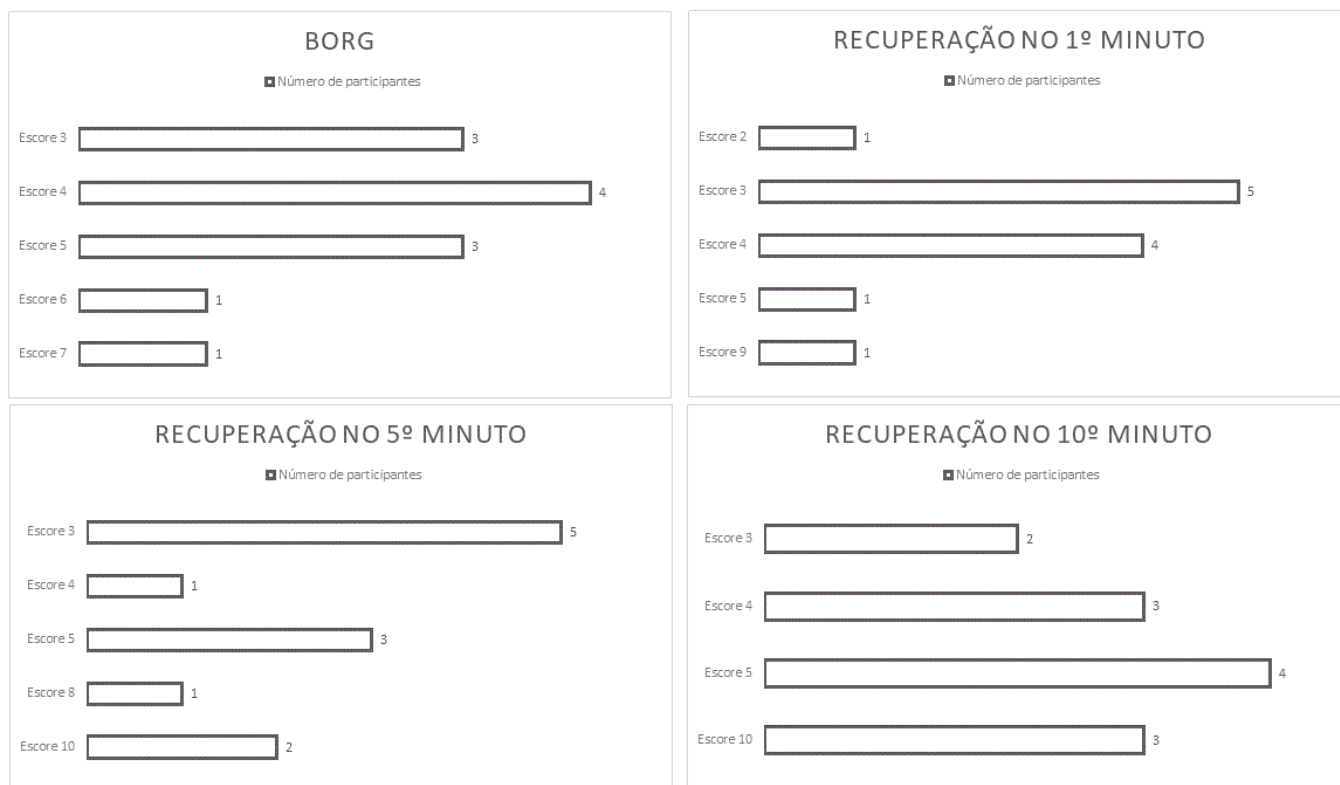 BORG
Número de participantes
Escore 3
3
Escore 4
4
Escore 5
3
Escore 6
1
Escore 7
1
RECUPERAÇÃO NO 1º MINUTO
Número de participantes
Escore 2
1
Escore 3
5
Escore 4
4
Escore 5
1
Escore 9
1
RECUPERAÇÃO NO 5º MINUTO
Número de participantes
Escore 3
5
Escore 4
1
Escore 5
3
Escore 8
1
Escore 10
2
RECUPERAÇÃO NO 10º MINUTO
Número de participantes
Escore 3
2
Escore 4
3
Escore 5
4
Escore 10
3